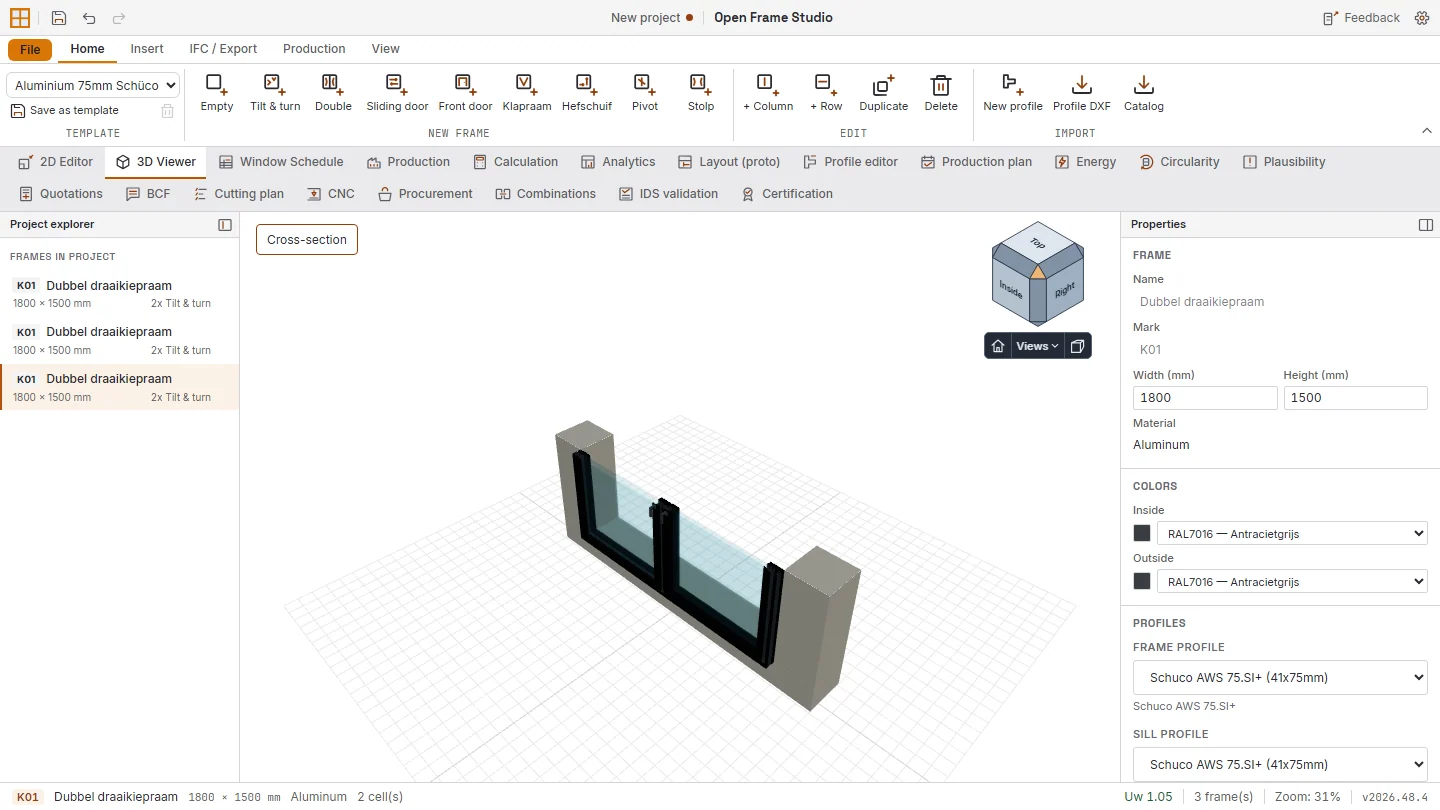 New project
Open Frame Studio
Feedback
File
Home
Insert
IFC / Export
Production
View
Aluminium 75mm Schüco
Save as template
TEMPLATE
Empty
Tilt & turn
Double
Sliding door
Front door
Klapraam
Hefschuif
Pivot
Stolp
NEW FRAME
+ Column
+ Row
Duplicate
Delete
EDIT
New profile
Profile DXF
Catalog
IMPORT
2D Editor
3D Viewer
Window Schedule
Production
Calculation
Analytics
Layout (proto)
Profile editor
Production plan
Energy
Circularity
Plausibility
Quotations
BCF
Cutting plan
CNC
Procurement
Combinations
IDS validation
Certification
Project explorer
FRAMES IN PROJECT
K01 Dubbel draaikiepraam
1800 × 1500 mm 2x Tilt & turn
K01 Dubbel draaikiepraam
1800 × 1500 mm 2x Tilt & turn
K01 Dubbel draaikiepraam
1800 × 1500 mm 2x Tilt & turn
Cross-section
Top
Inside
Right
Views
Properties
FRAME
Name
Dubbel draaikiepraam
Mark
K01
Width (mm) Height (mm)
1800 1500
Material
Aluminum
COLORS
Inside
RAL7016 — Antracietgrijs
Outside
RAL7016 — Antracietgrijs
PROFILES
FRAME PROFILE
Schuco AWS 75.SI+ (41x75mm)
Schuco AWS 75.SI+
SILL PROFILE
Schuco AWS 75.SI+ (41x75mm)
K01 Dubbel draaikiepraam 1800 × 1500 mm Aluminum 2 cell(s)
Uw 1.05 3 frame(s) Zoom: 31% v2026.48.4